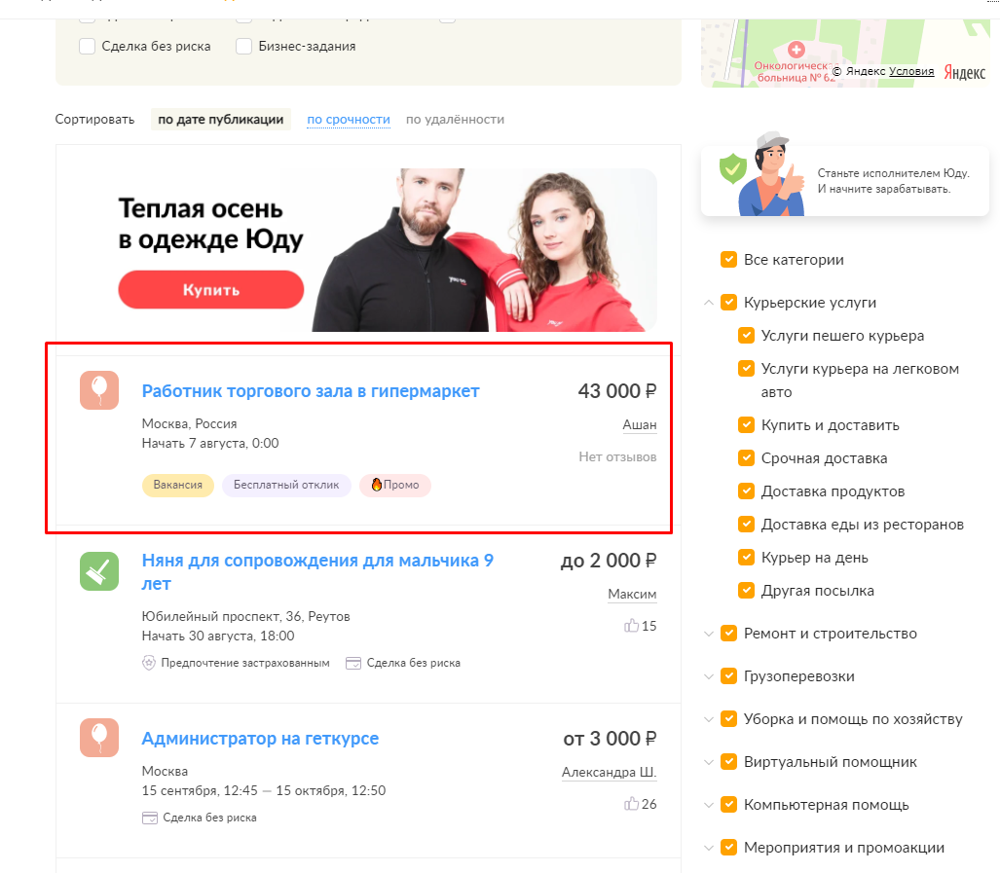 Сделка без риска
Бизнес-задания
Онкологическ
больница № 62
© Яндекс Условия
Яндекс
Сортировать по дате публикации по срочности по удалённости
Станьте исполнителем Юду.
И начните зарабатывать.
Теплая осень
в одежде Юду
Купить
Работник торгового зала в гипермаркет
43 000 ₽
Москва, Россия
Ашан
Начать 7 августа, 0:00
Нет отзывов
Вакансия
Бесплатный отклик
Промо
Няня для сопровождения для мальчика 9
лет
до 2 000 ₽
Максим
Юбилейный проспект, 36, Реутов
Начать 30 августа, 18:00
15
Предпочтение застрахованным
Сделка без риска
Администратор на геткурсе
от 3 000 ₽
Москва
Александра Ш.
15 сентября, 12:45 — 15 октября, 12:50
26
Сделка без риска
Все категории
Курьерские услуги
Услуги пешего курьера
Услуги курьера на легковом
авто
Купить и доставить
Срочная доставка
Доставка продуктов
Доставка еды из ресторанов
Курьер на день
Другая посылка
Ремонт и строительство
Грузоперевозки
Уборка и помощь по хозяйству
Виртуальный помощник
Компьютерная помощь
Мероприятия и промоакции